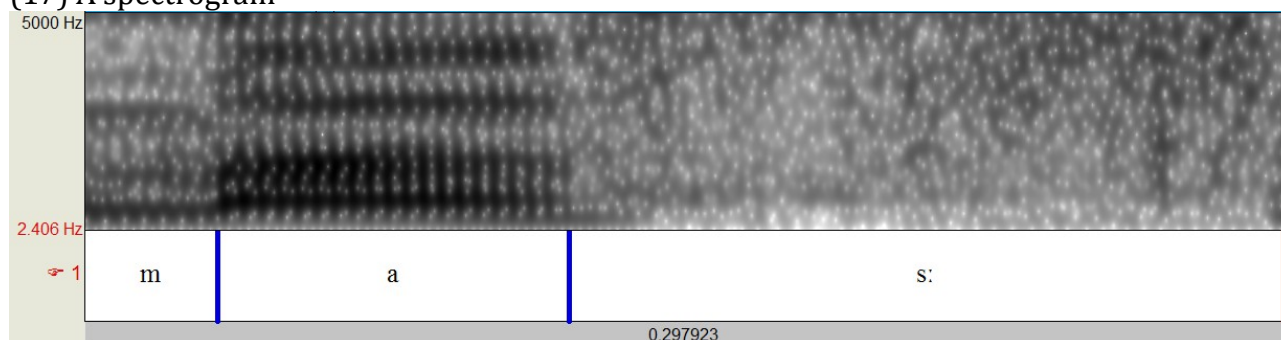 (17) A spectrogram
5000 Hz
2.406 Hz
☞ 1
m a s:
0.297923